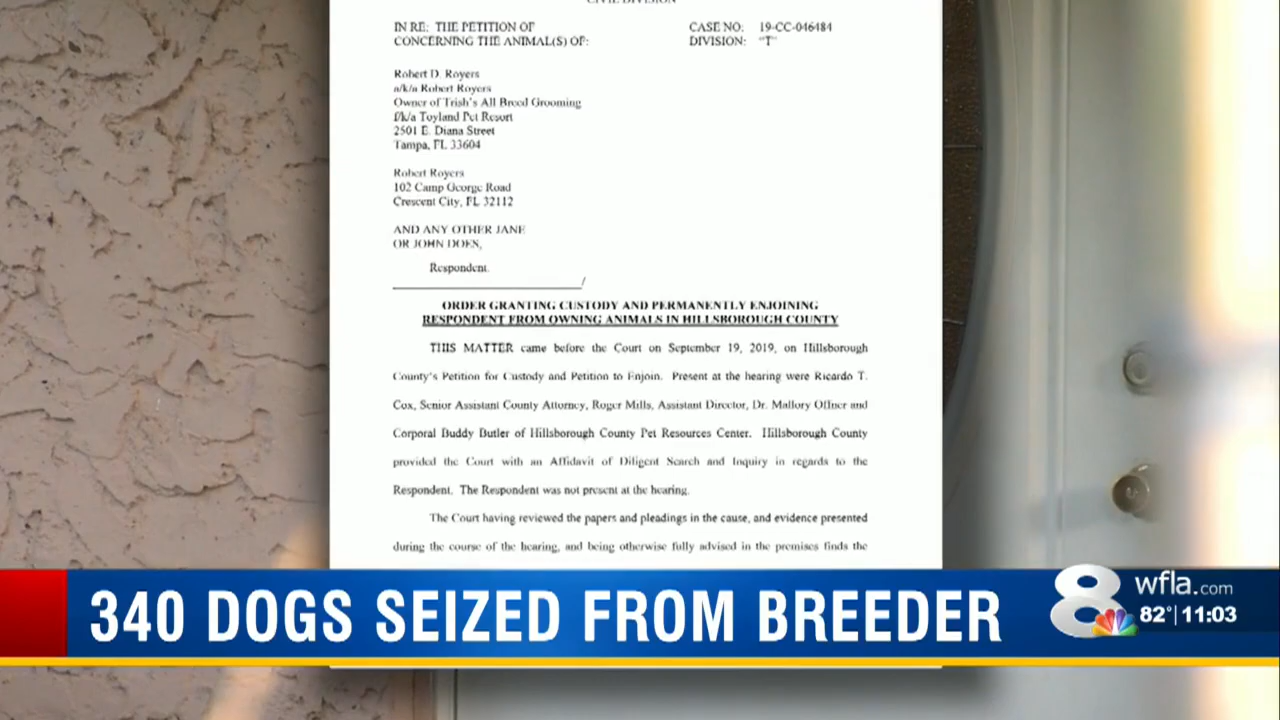 CIVIL DIVISION
IN RE: THE PETITION OF
CONCERNING THE ANIMAL(S) OF:
CASE NO: 19-CC-046484
DIVISION: "T"
Robert D. Royers
a/k/a Robert Royers
Owner of Trish's All Breed Grooming
f/k/a Toyland Pet Resort
2501 E. Diana Street
Tampa, FL 33604
Robert Royers
102 Camp George Road
Crescent City, FL 32112
AND ANY OTHER JANE
OR JOHN DOES,
Respondent.
/
ORDER GRANTING CUSTODY AND PERMANENTLY ENJOINING
RESPONDENT FROM OWNING ANIMALS IN HILLSBOROUGH COUNTY
THIS MATTER came before the Court on September 19, 2019, on Hillsborough
County's Petition for Custody and Petition to Enjoin. Present at the hearing were Ricardo T.
Cox, Senior Assistant County Attorney, Roger Mills, Assistant Director, Dr. Mallory Offner and
Corporal Buddy Butler of Hillsborough County Pet Resources Center. Hillsborough County
provided the Court with an Affidavit of Diligent Search and Inquiry in regards to the
Respondent. The Respondent was not present at the hearing.
The Court having reviewed the papers and pleadings in the cause, and evidence presented
during the course of the hearing, and being otherwise fully advised in the premises finds the
340 DOGS SEIZED FROM BREEDER
8
wfla.com
82° | 11:03